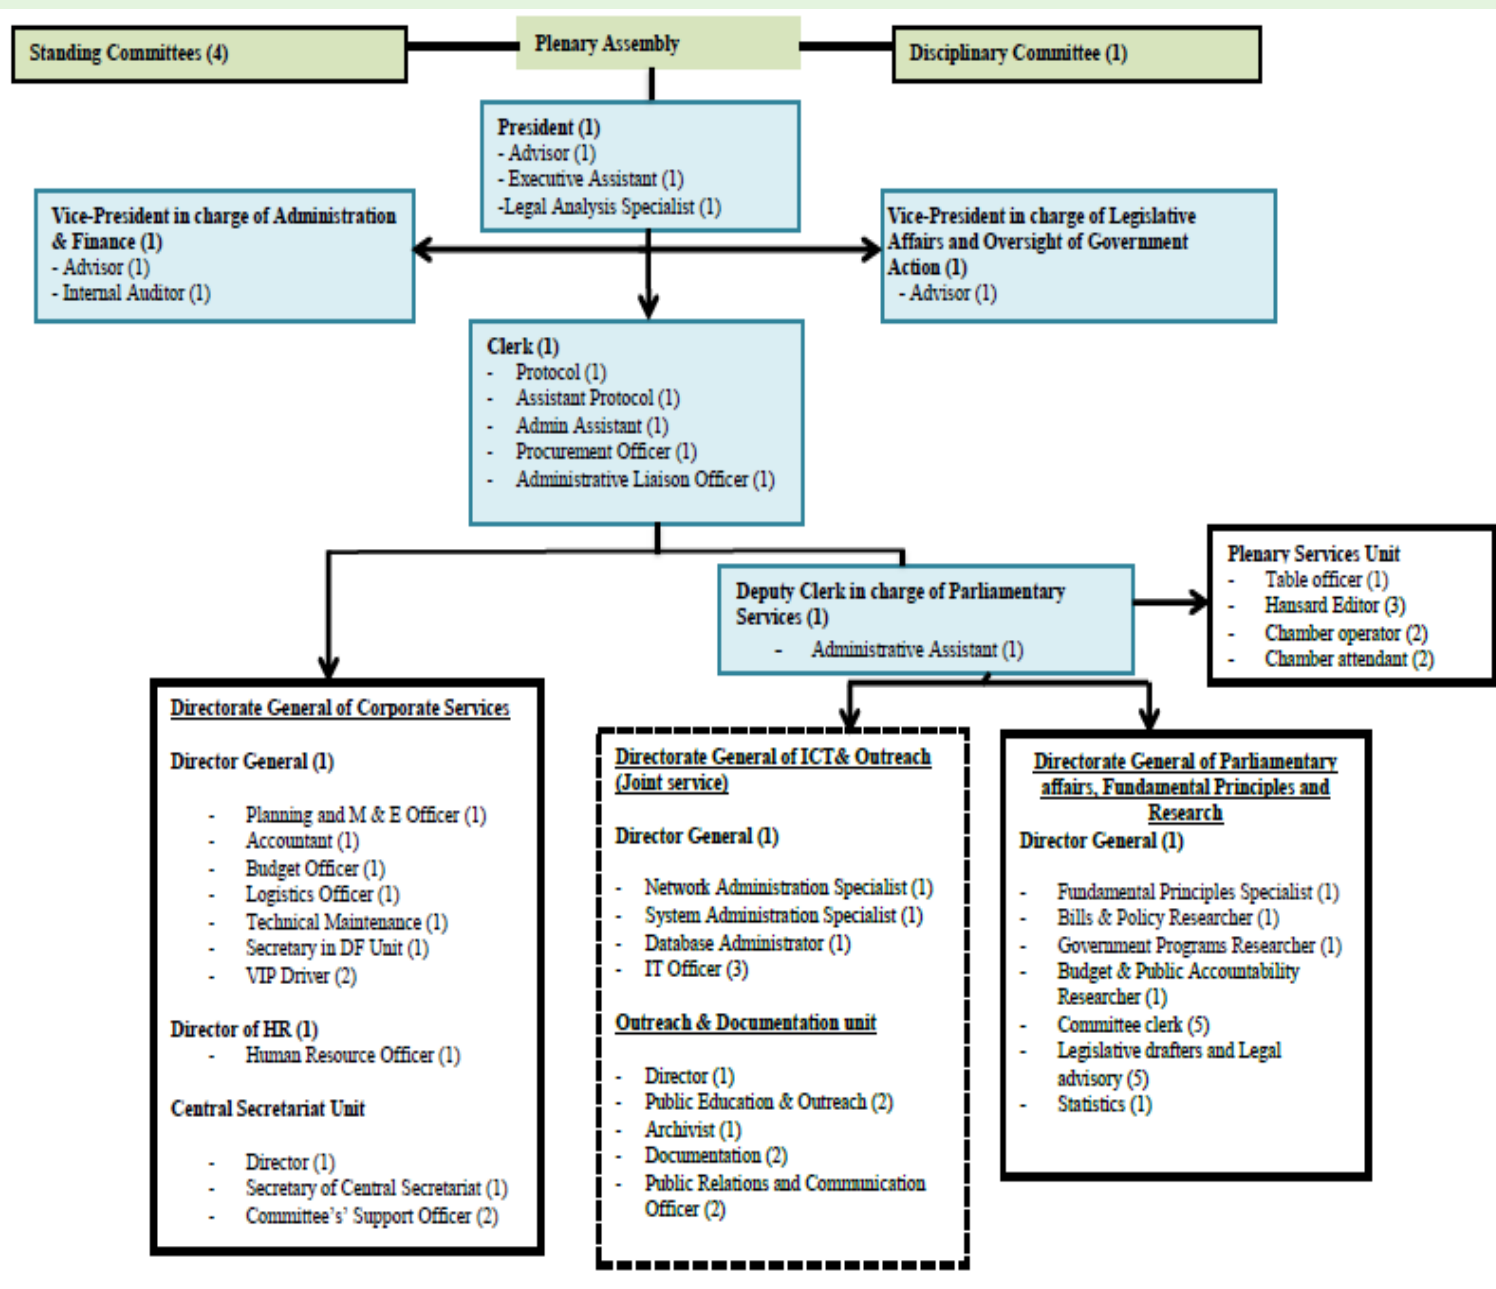 Standing Committees (4)
Plenary Assembly
Disciplinary Committee (1)
President (1)
- Advisor (1)
- Executive Assistant (1)
-Legal Analysis Specialist (1)
Vice-President in charge of Administration
& Finance (1)
- Advisor (1)
- Internal Auditor (1)
Vice-President in charge of Legislative
Affairs and Oversight of Government
Action (1)
- Advisor (1)
Clerk (1)
- Protocol (1)
- Assistant Protocol (1)
- Admin Assistant (1)
- Procurement Officer (1)
- Administrative Liaison Officer (1)
Deputy Clerk in charge of Parliamentary
Services (1)
- Administrative Assistant (1)
Plenary Services Unit
- Table officer (1)
- Hansard Editor (3)
- Chamber operator (2)
- Chamber attendant (2)
Directorate General of Corporate Services
Director General (1)
- Planning and M & E Officer (1)
- Accountant (1)
- Budget Officer (1)
- Logistics Officer (1)
- Technical Maintenance (1)
- Secretary in DF Unit (1)
- VIP Driver (2)
Director of HR (1)
- Human Resource Officer (1)
Central Secretariat Unit
- Director (1)
- Secretary of Central Secretariat (1)
- Committee's' Support Officer (2)
Directorate General of ICT& Outreach
(Joint service)
Director General (1)
- Network Administration Specialist (1)
- System Administration Specialist (1)
- Database Administrator (1)
- IT Officer (3)
Outreach & Documentation unit
- Director (1)
- Public Education & Outreach (2)
- Archivist (1)
- Documentation (2)
- Public Relations and Communication
Officer (2)
Directorate General of Parliamentary
affairs, Fundamental Principles and
Research
Director General (1)
- Fundamental Principles Specialist (1)
- Bills & Policy Researcher (1)
- Government Programs Researcher (1)
- Budget & Public Accountability
Researcher (1)
- Committee clerk (5)
- Legislative drafters and Legal
advisory (5)
- Statistics (1)